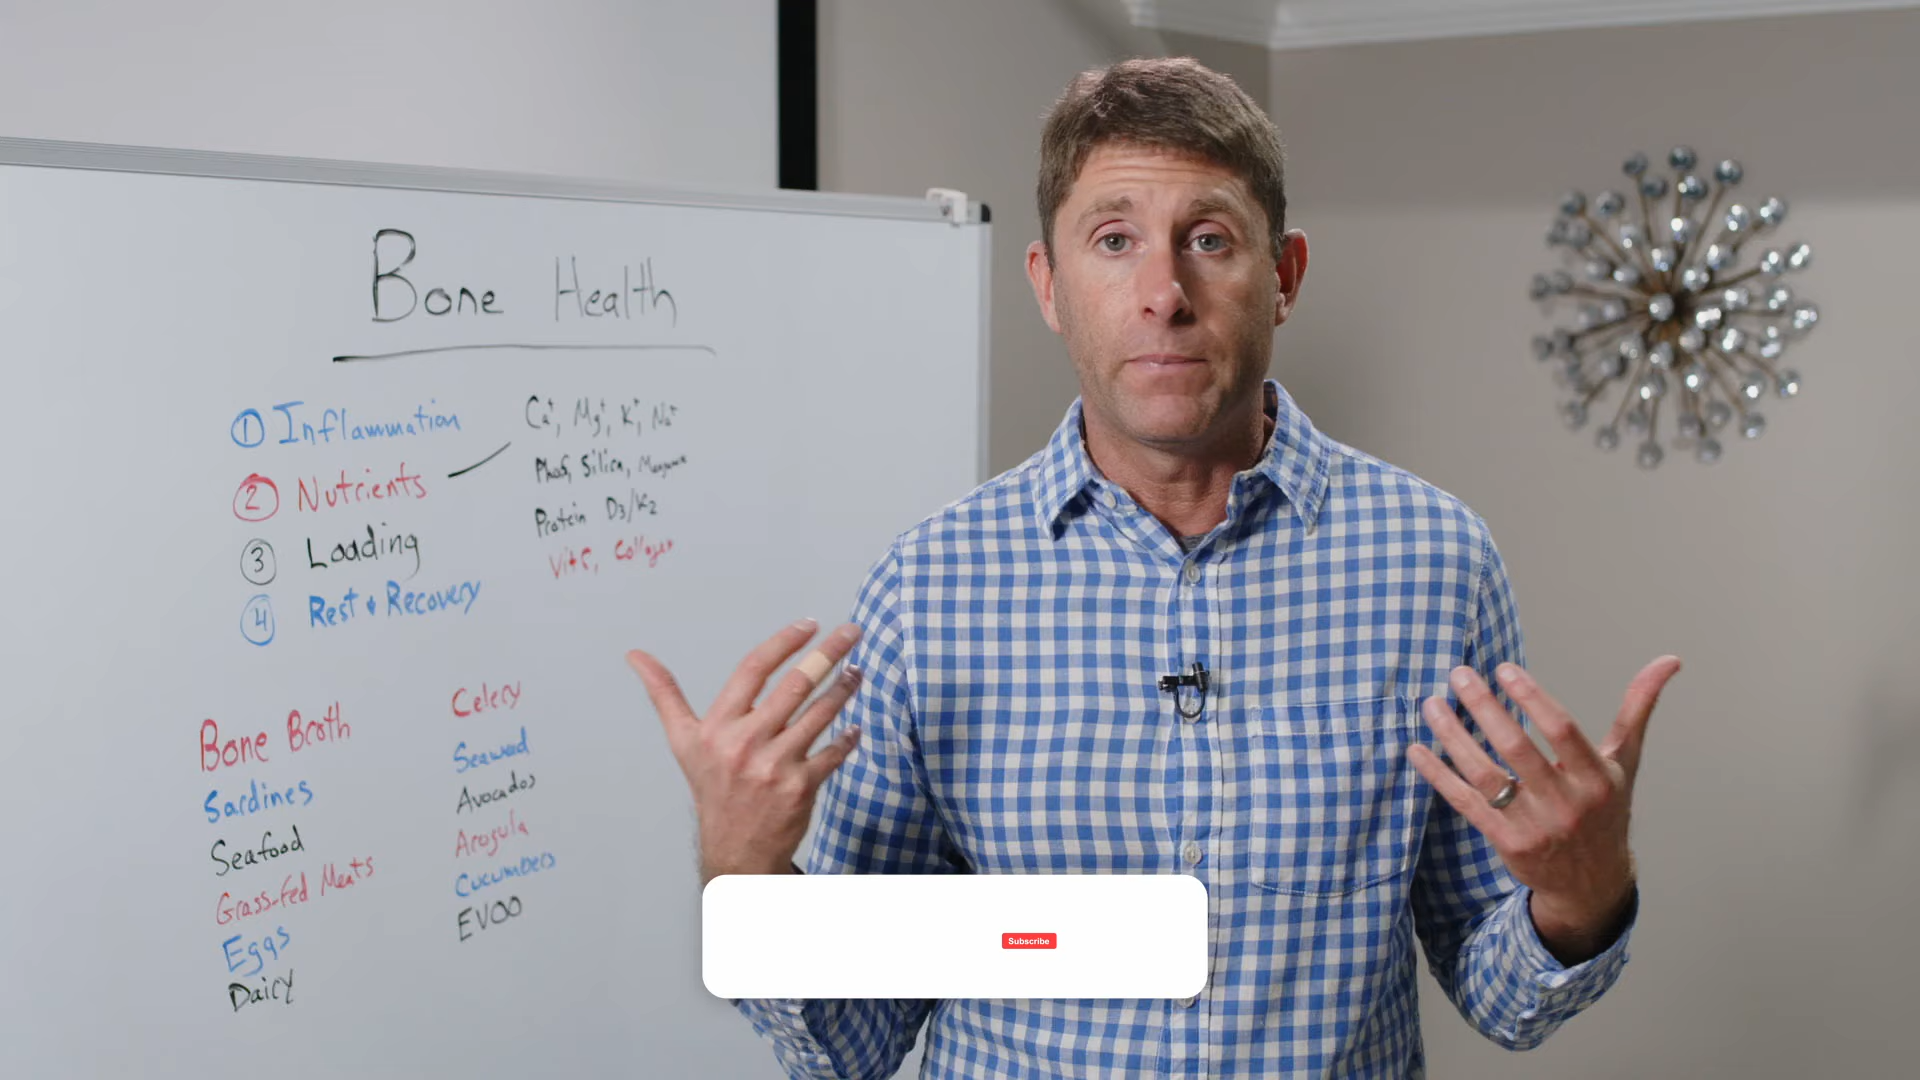 Bone Health
① Inflammation
② Nutrients
③ Loading
④ Rest & Recovery
Ca⁺, Mg⁺, K⁺, Na⁺
Phos, Silica, Manganese
Protein D3/K2
Vit C, Collagen
Bone Broth
Sardines
Seafood
Grass-fed Meats
Eggs
Dairy
Celery
Seaweed
Avocados
Arugula
Cucumbers
EVOO
Subscribe